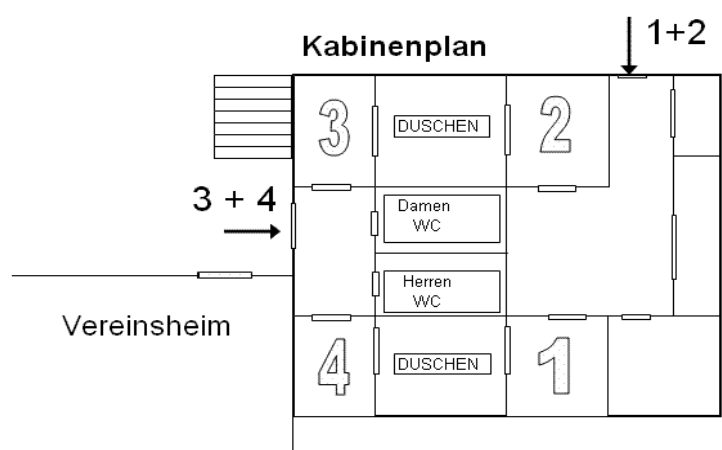 Kabinenplan
1+2
3
DUSCHEN
2
3 + 4
Damen
WC
Herren
WC
Vereinsheim
4
DUSCHEN
1